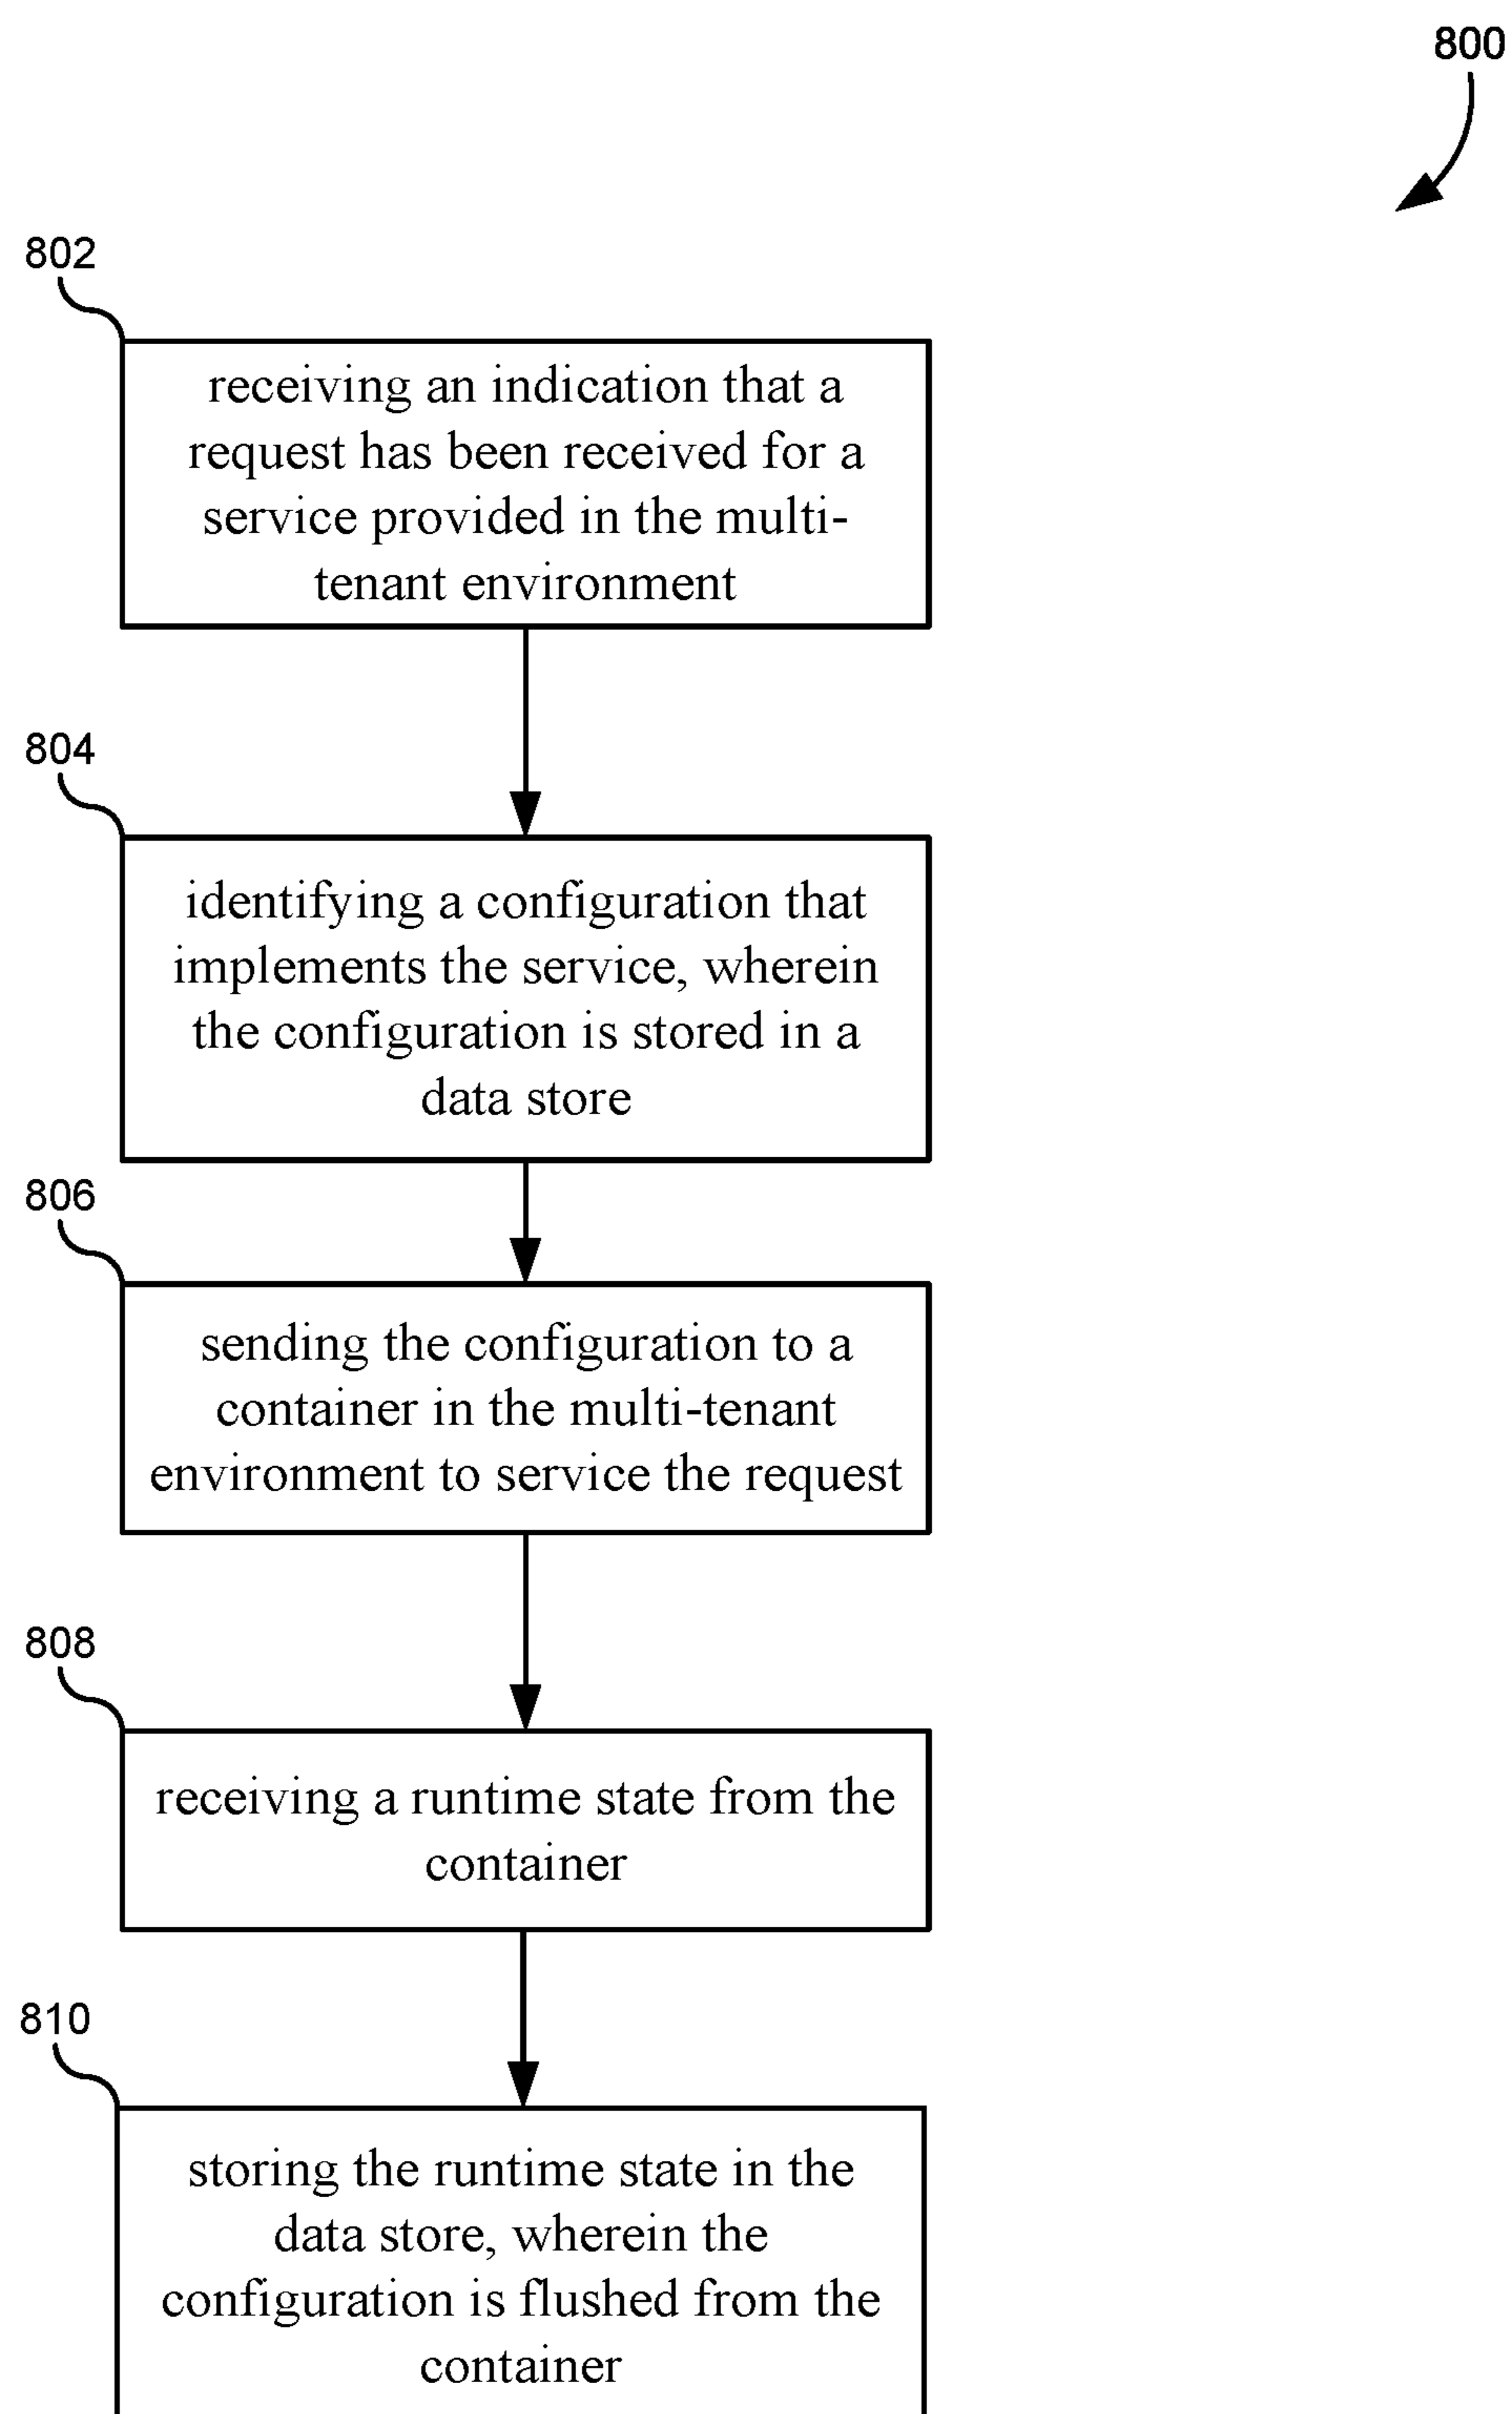 800
802
receiving an indication that a
request has been received for a
service provided in the multi-
tenant environment
804
identifying a configuration that
implements the service, wherein
the configuration is stored in a
data store
806
sending the configuration to a
container in the multi-tenant
environment to service the request
808
receiving a runtime state from the
container
810
storing the runtime state in the
data store, wherein the
configuration is flushed from the
container